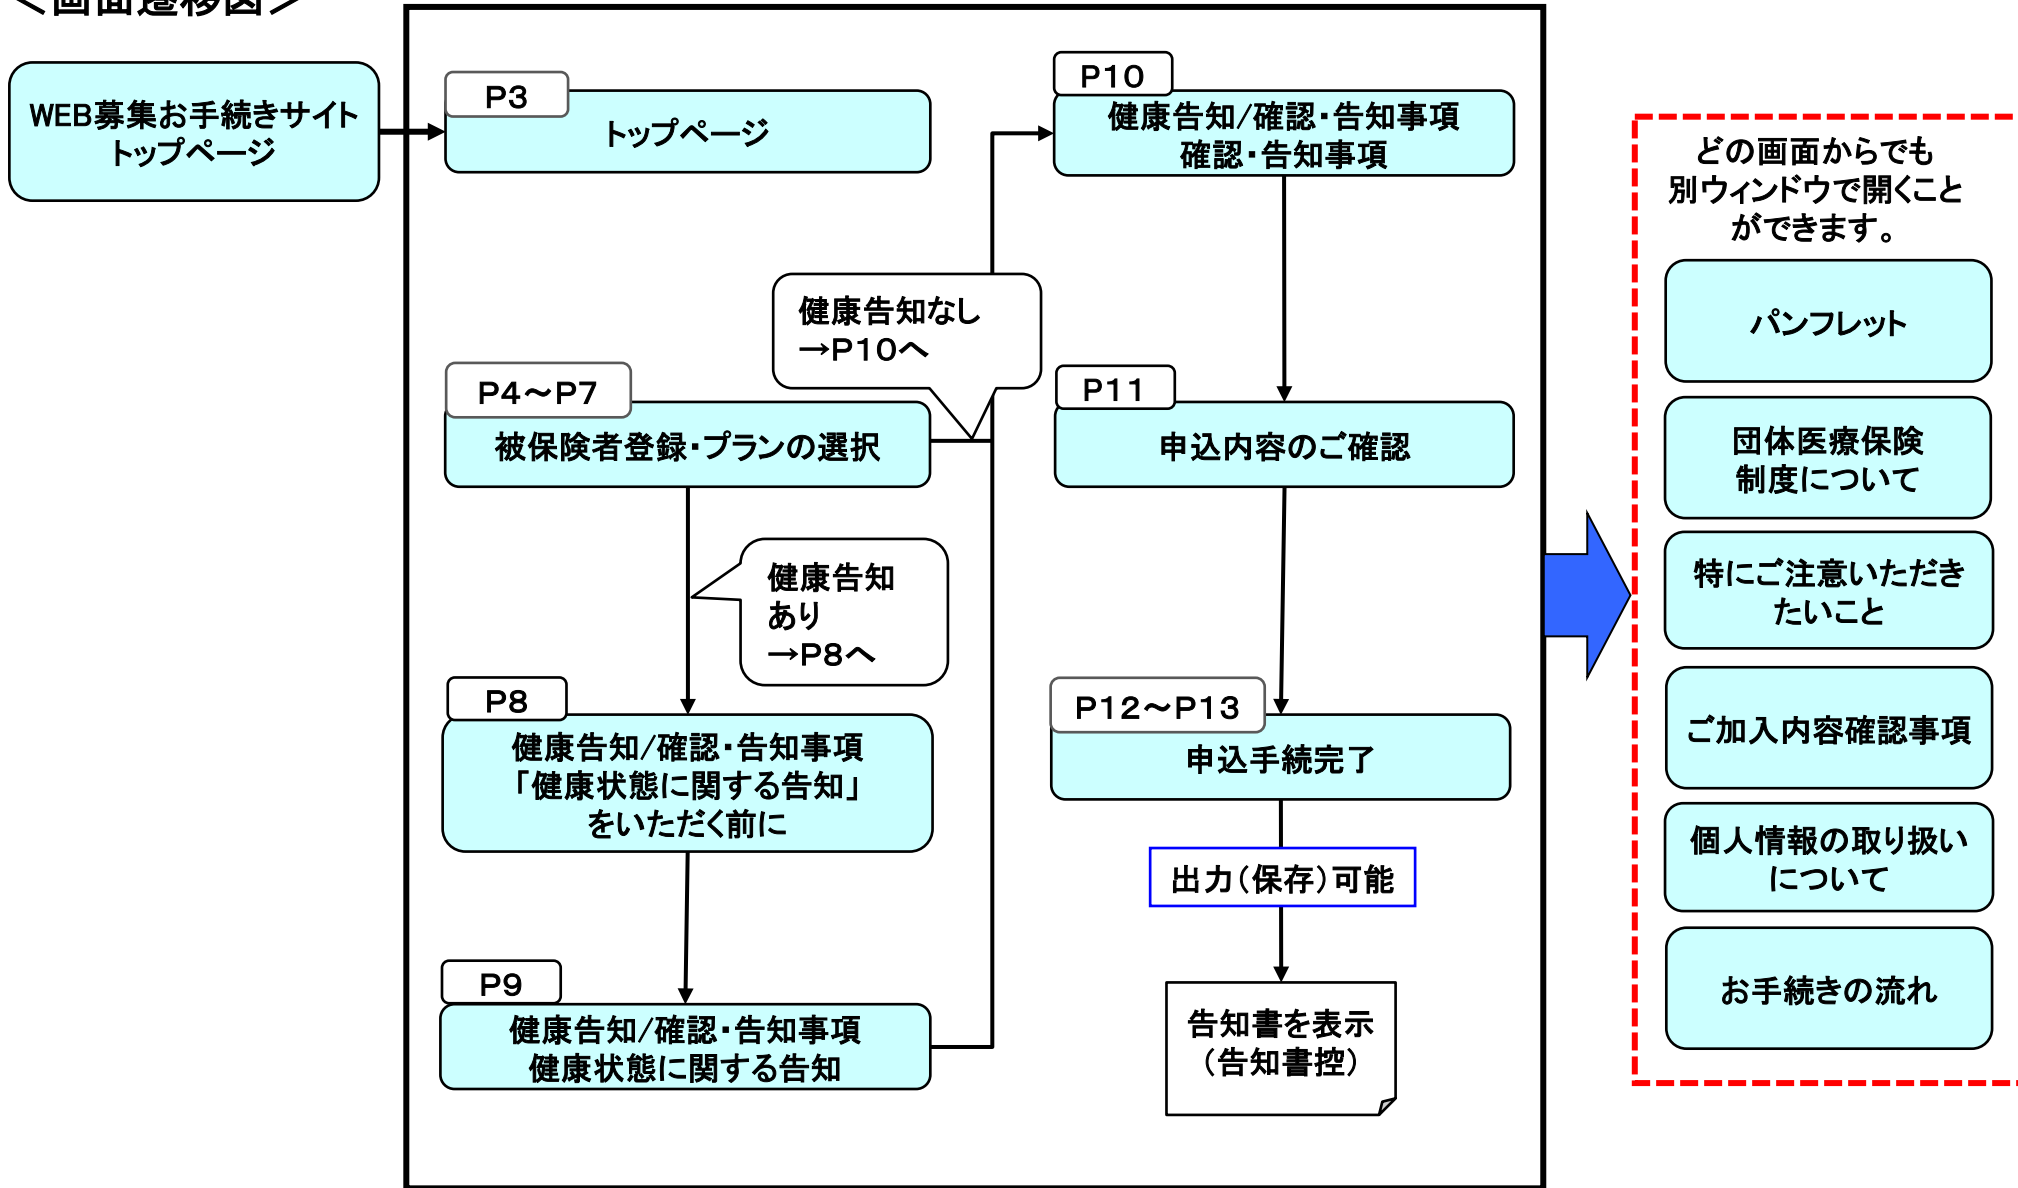 ＜画面遷移図＞
WEB募集お手続きサイト
トップページ
P3
トップページ
P4～P7
被保険者登録・プランの選択
健康告知なし
→P10へ
健康告知
あり
→P8へ
P8
健康告知/確認・告知事項
「健康状態に関する告知」
をいただく前に
P9
健康告知/確認・告知事項
健康状態に関する告知
P10
健康告知/確認・告知事項
確認・告知事項
P11
申込内容のご確認
P12～P13
申込手続完了
出力（保存）可能
告知書を表示
（告知書控）
どの画面からでも
別ウィンドウで開くこと
ができます。
パンフレット
団体医療保険
制度について
特にご注意いただき
たいこと
ご加入内容確認事項
個人情報の取り扱い
について
お手続きの流れ